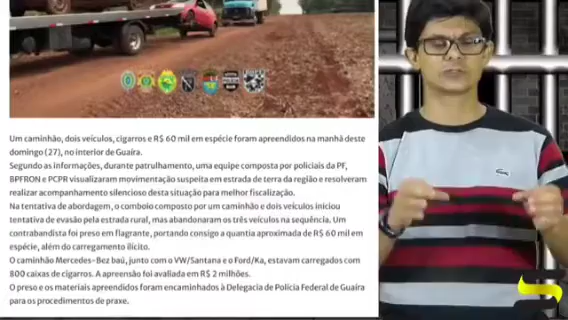 Um caminhão, dois veículos, cigarros e R$ 60 mil em espécie foram apreendidos na manhã deste
domingo (27), no interior de Guaíra.
Segundo as informações, durante patrulhamento, uma equipe composta por policiais da PF,
BPFRON e PCPR visualizaram movimentação suspeita em estrada de terra da região e resolveram
realizar acompanhamento silencioso desta situação para melhor fiscalização.
Na tentativa de abordagem, o comboio composto por um caminhão e dois veículos iniciou
tentativa de evasão pela estrada rural, mas abandonaram os três veículos na sequência. Um
contrabandista foi preso em flagrante, portando consigo a quantia aproximada de R$ 60 mil em
espécie, além do carregamento ilícito.
O caminhão Mercedes-Bez baú, junto com o VW/Santana e o Ford/Ka, estavam carregados com
800 caixas de cigarros. A apreensão foi avaliada em R$ 2 milhões.
O preso e os materiais apreendidos foram encaminhados à Delegacia de Polícia Federal de Guaíra
para os procedimentos de praxe.